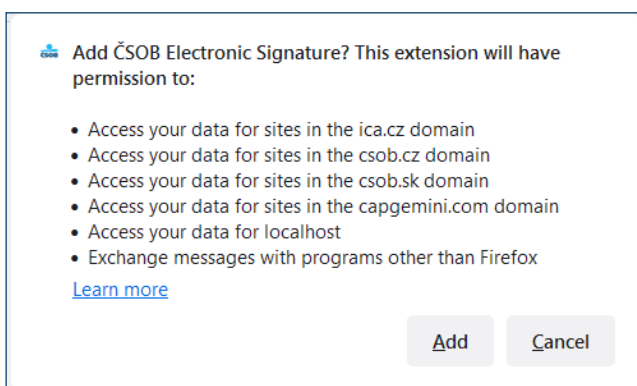 ČSOB
Add ČSOB Electronic Signature? This extension will have
permission to:
• Access your data for sites in the ica.cz domain
• Access your data for sites in the csob.cz domain
• Access your data for sites in the csob.sk domain
• Access your data for sites in the capgemini.com domain
• Access your data for localhost
• Exchange messages with programs other than Firefox
Learn more
Add
Cancel